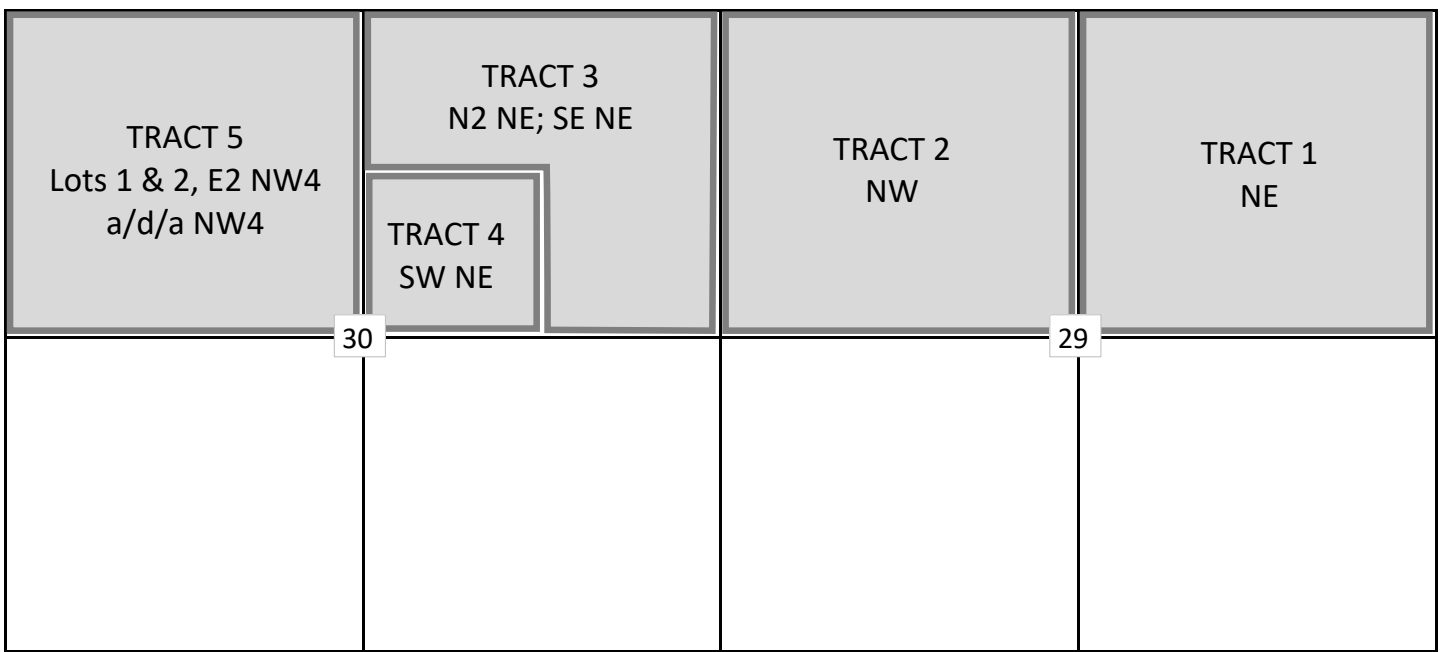 TRACT 5
Lots 1 & 2, E2 NW4
a/d/a NW4
TRACT 3
N2 NE; SE NE
TRACT 4
SW NE
TRACT 2
NW
TRACT 1
NE
30
29